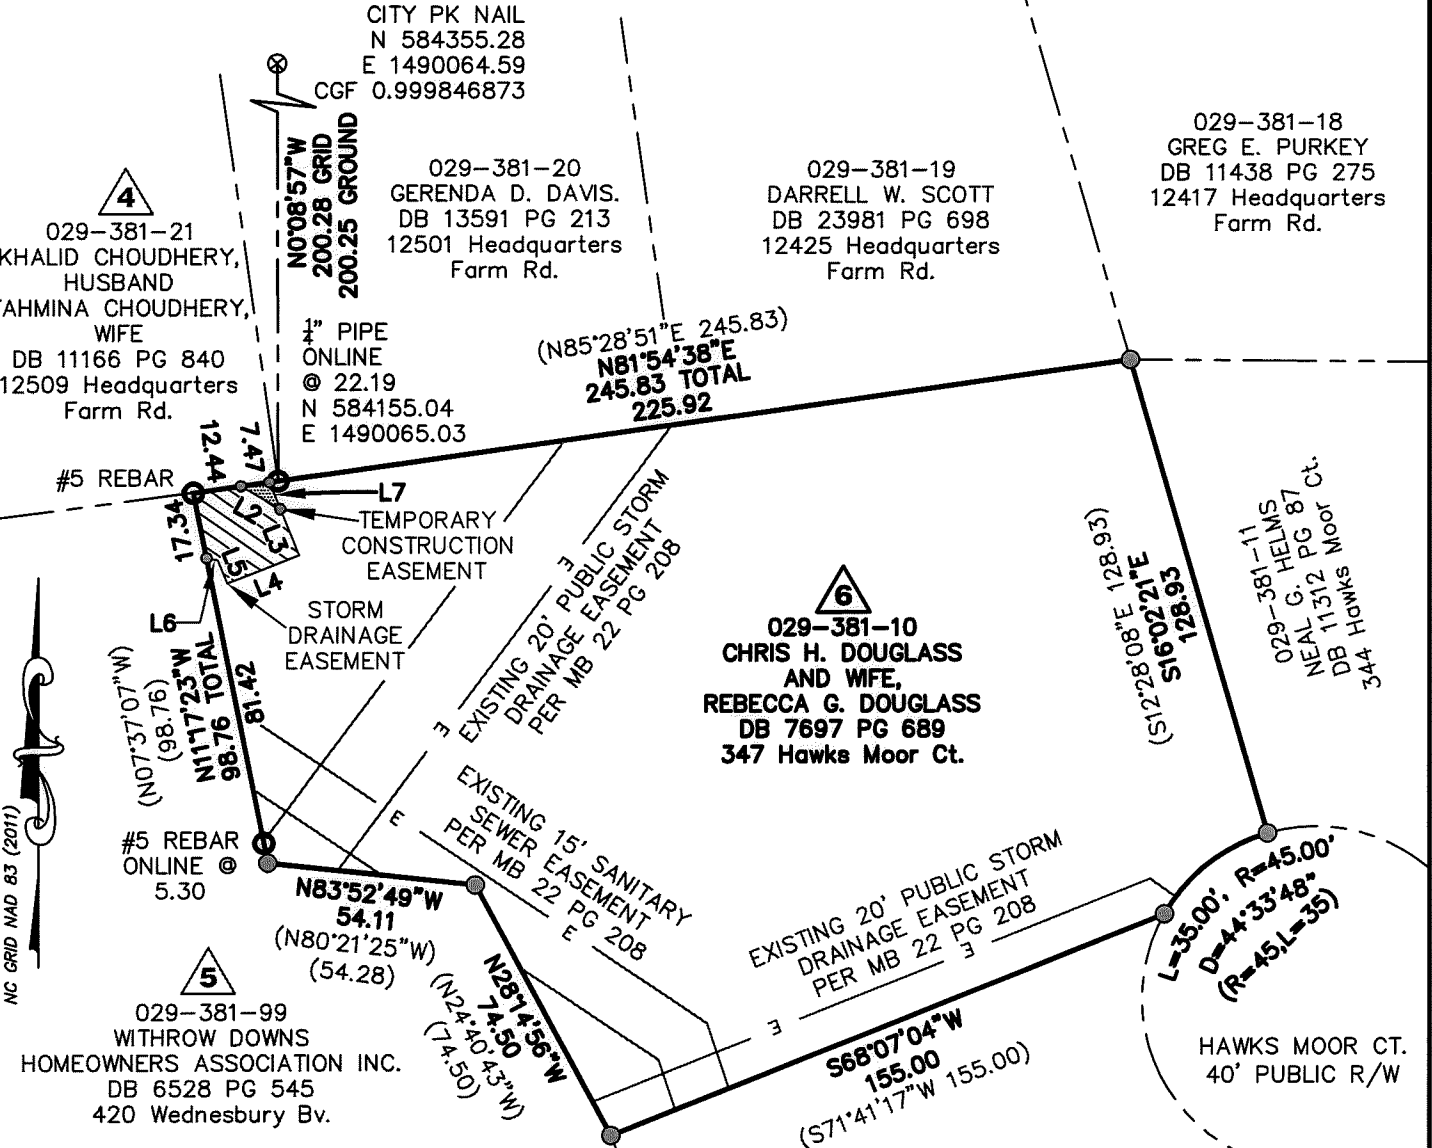 CITY PK NAIL
N 584355.28
E 1490064.59
CGF 0.999846873
N0°08'57"W
200.28 GRID
200.25 GROUND
029-381-20
GERENDA D. DAVIS.
DB 13591 PG 213
12501 Headquarters
Farm Rd.
029-381-19
DARRELL W. SCOTT
DB 23981 PG 698
12425 Headquarters
Farm Rd.
029-381-18
GREG E. PURKEY
DB 11438 PG 275
12417 Headquarters
Farm Rd.
4
029-381-21
KHALID CHOUDHERY,
HUSBAND
TAHMINA CHOUDHERY,
WIFE
DB 11166 PG 840
12509 Headquarters
Farm Rd.
1/4" PIPE
ONLINE
@ 22.19
N 584155.04
E 1490065.03
(N85°28'51"E 245.83)
N81°54'38"E
245.83 TOTAL
225.92
12.44
7.47
#5 REBAR
17.34
L2
L3
L5
L4
L7
L6
TEMPORARY
CONSTRUCTION
EASEMENT
STORM
DRAINAGE
EASEMENT
E
E
EXISTING 20' PUBLIC STORM
DRAINAGE EASEMENT
PER MB 22 PG 208
6
029-381-10
CHRIS H. DOUGLASS
AND WIFE,
REBECCA G. DOUGLASS
DB 7697 PG 689
347 Hawks Moor Ct.
(S12°28'08"E 128.93)
S16°02'21"E
128.93
029-381-11
NEAL G. HELMS
DB 11312 PG 87
344 Hawks Moor Ct.
(N07°37'07"W)
(98.76)
N11°17'23"W
98.76 TOTAL
81.42
NC GRID NAD 83 (2011)
#5 REBAR
ONLINE @
5.30
E
E
EXISTING 15' SANITARY
SEWER EASEMENT
PER MB 22 PG 208
N83°52'49"W
54.11
(N80°21'25"W)
(54.28)
N28°14'56"W
74.50
(N24°40'43"W)
(74.50)
EXISTING 20' PUBLIC STORM
DRAINAGE EASEMENT
PER MB 22 PG 208
E
E
S68°07'04"W
155.00
(S71°41'17"W 155.00)
L=35.00', R=45.00'
D=44°33'48"
(R=45,L=35)
HAWKS MOOR CT.
40' PUBLIC R/W
5
029-381-99
WITHROW DOWNS
HOMEOWNERS ASSOCIATION INC.
DB 6528 PG 545
420 Wednesbury Bv.